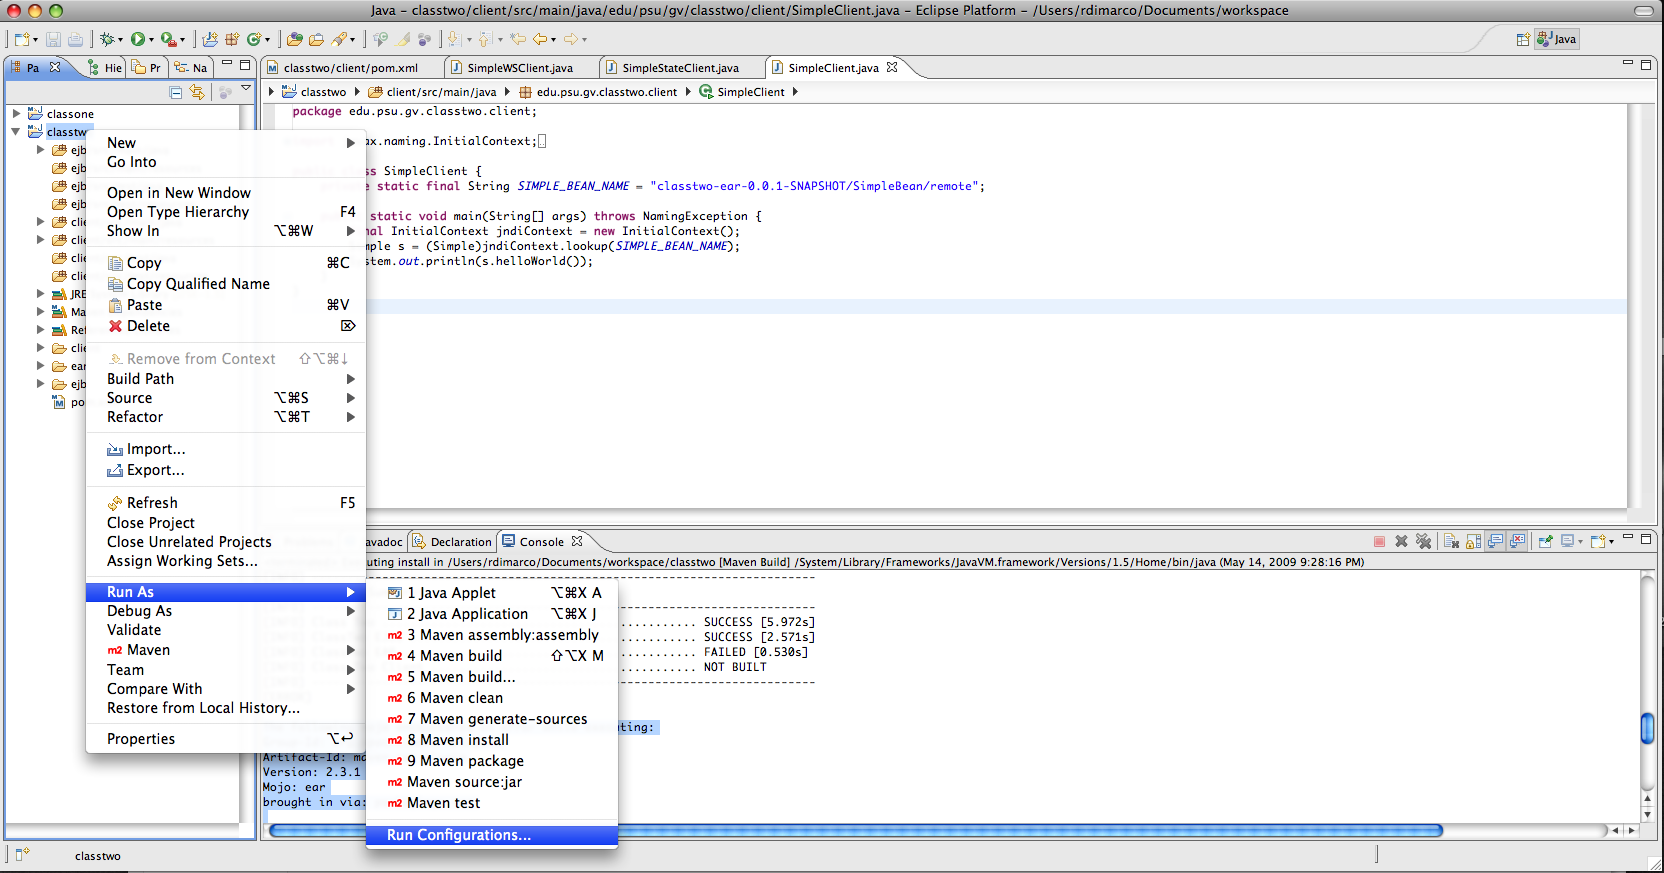 Java - classtwo/client/src/main/java/edu/psu/gv/classtwo/client/SimpleClient.java - Eclipse Platform - /Users/rdimarco/Documents/workspace
Java
Pa
Hie
Pr
Na
classtwo/client/pom.xml
SimpleWSClient.java
SimpleStateClient.java
SimpleClient.java
classtwo
client/src/main/java
edu.psu.gv.classtwo.client
SimpleClient
classone
classtw
ejb
ejb
ejb
ejb
clie
clie
clie
clie
JRE
Ma
Ref
clie
ear
ejb
po
package edu.psu.gv.classtwo.client;
ax.naming.InitialContext;
ss SimpleClient {
e static final String SIMPLE_BEAN_NAME = "classtwo-ear-0.0.1-SNAPSHOT/SimpleBean/remote";
static void main(String[] args) throws NamingException {
nal InitialContext jndiContext = new InitialContext();
mple s = (Simple)jndiContext.lookup(SIMPLE_BEAN_NAME);
stem.out.println(s.helloWorld());
New
Go Into
Open in New Window
Open Type Hierarchy F4
Show In ⌥⌘W
Copy ⌘C
Copy Qualified Name
Paste ⌘V
Delete ⌦
Remove from Context ⇧⌥⌘↓
Build Path
Source ⌥⌘S
Refactor ⌥⌘T
Import...
Export...
Refresh F5
Close Project
Close Unrelated Projects
Assign Working Sets...
Run As
Debug As
Validate
m2 Maven
Team
Compare With
Restore from Local History...
Properties ⌥↩
1 Java Applet ⌥⌘X A
2 Java Application ⌥⌘X J
m2 3 Maven assembly:assembly
m2 4 Maven build ⇧⌥X M
m2 5 Maven build...
m2 6 Maven clean
m2 7 Maven generate-sources
m2 8 Maven install
m2 9 Maven package
m2 Maven source:jar
m2 Maven test
Run Configurations...
avadoc
Declaration
Console
uting install in /Users/rdimarco/Documents/workspace/classtwo [Maven Build] /System/Library/Frameworks/JavaVM.framework/Versions/1.5/Home/bin/java (May 14, 2009 9:28:16 PM)
--------------------------
--------------------------
.......... SUCCESS [5.972s]
.......... SUCCESS [2.571s]
.......... FAILED [0.530s]
.......... NOT BUILT
--------------------------
ting:
Artifact-Id: ma
Version: 2.3.1
Mojo: ear
brought in via:
classtwo